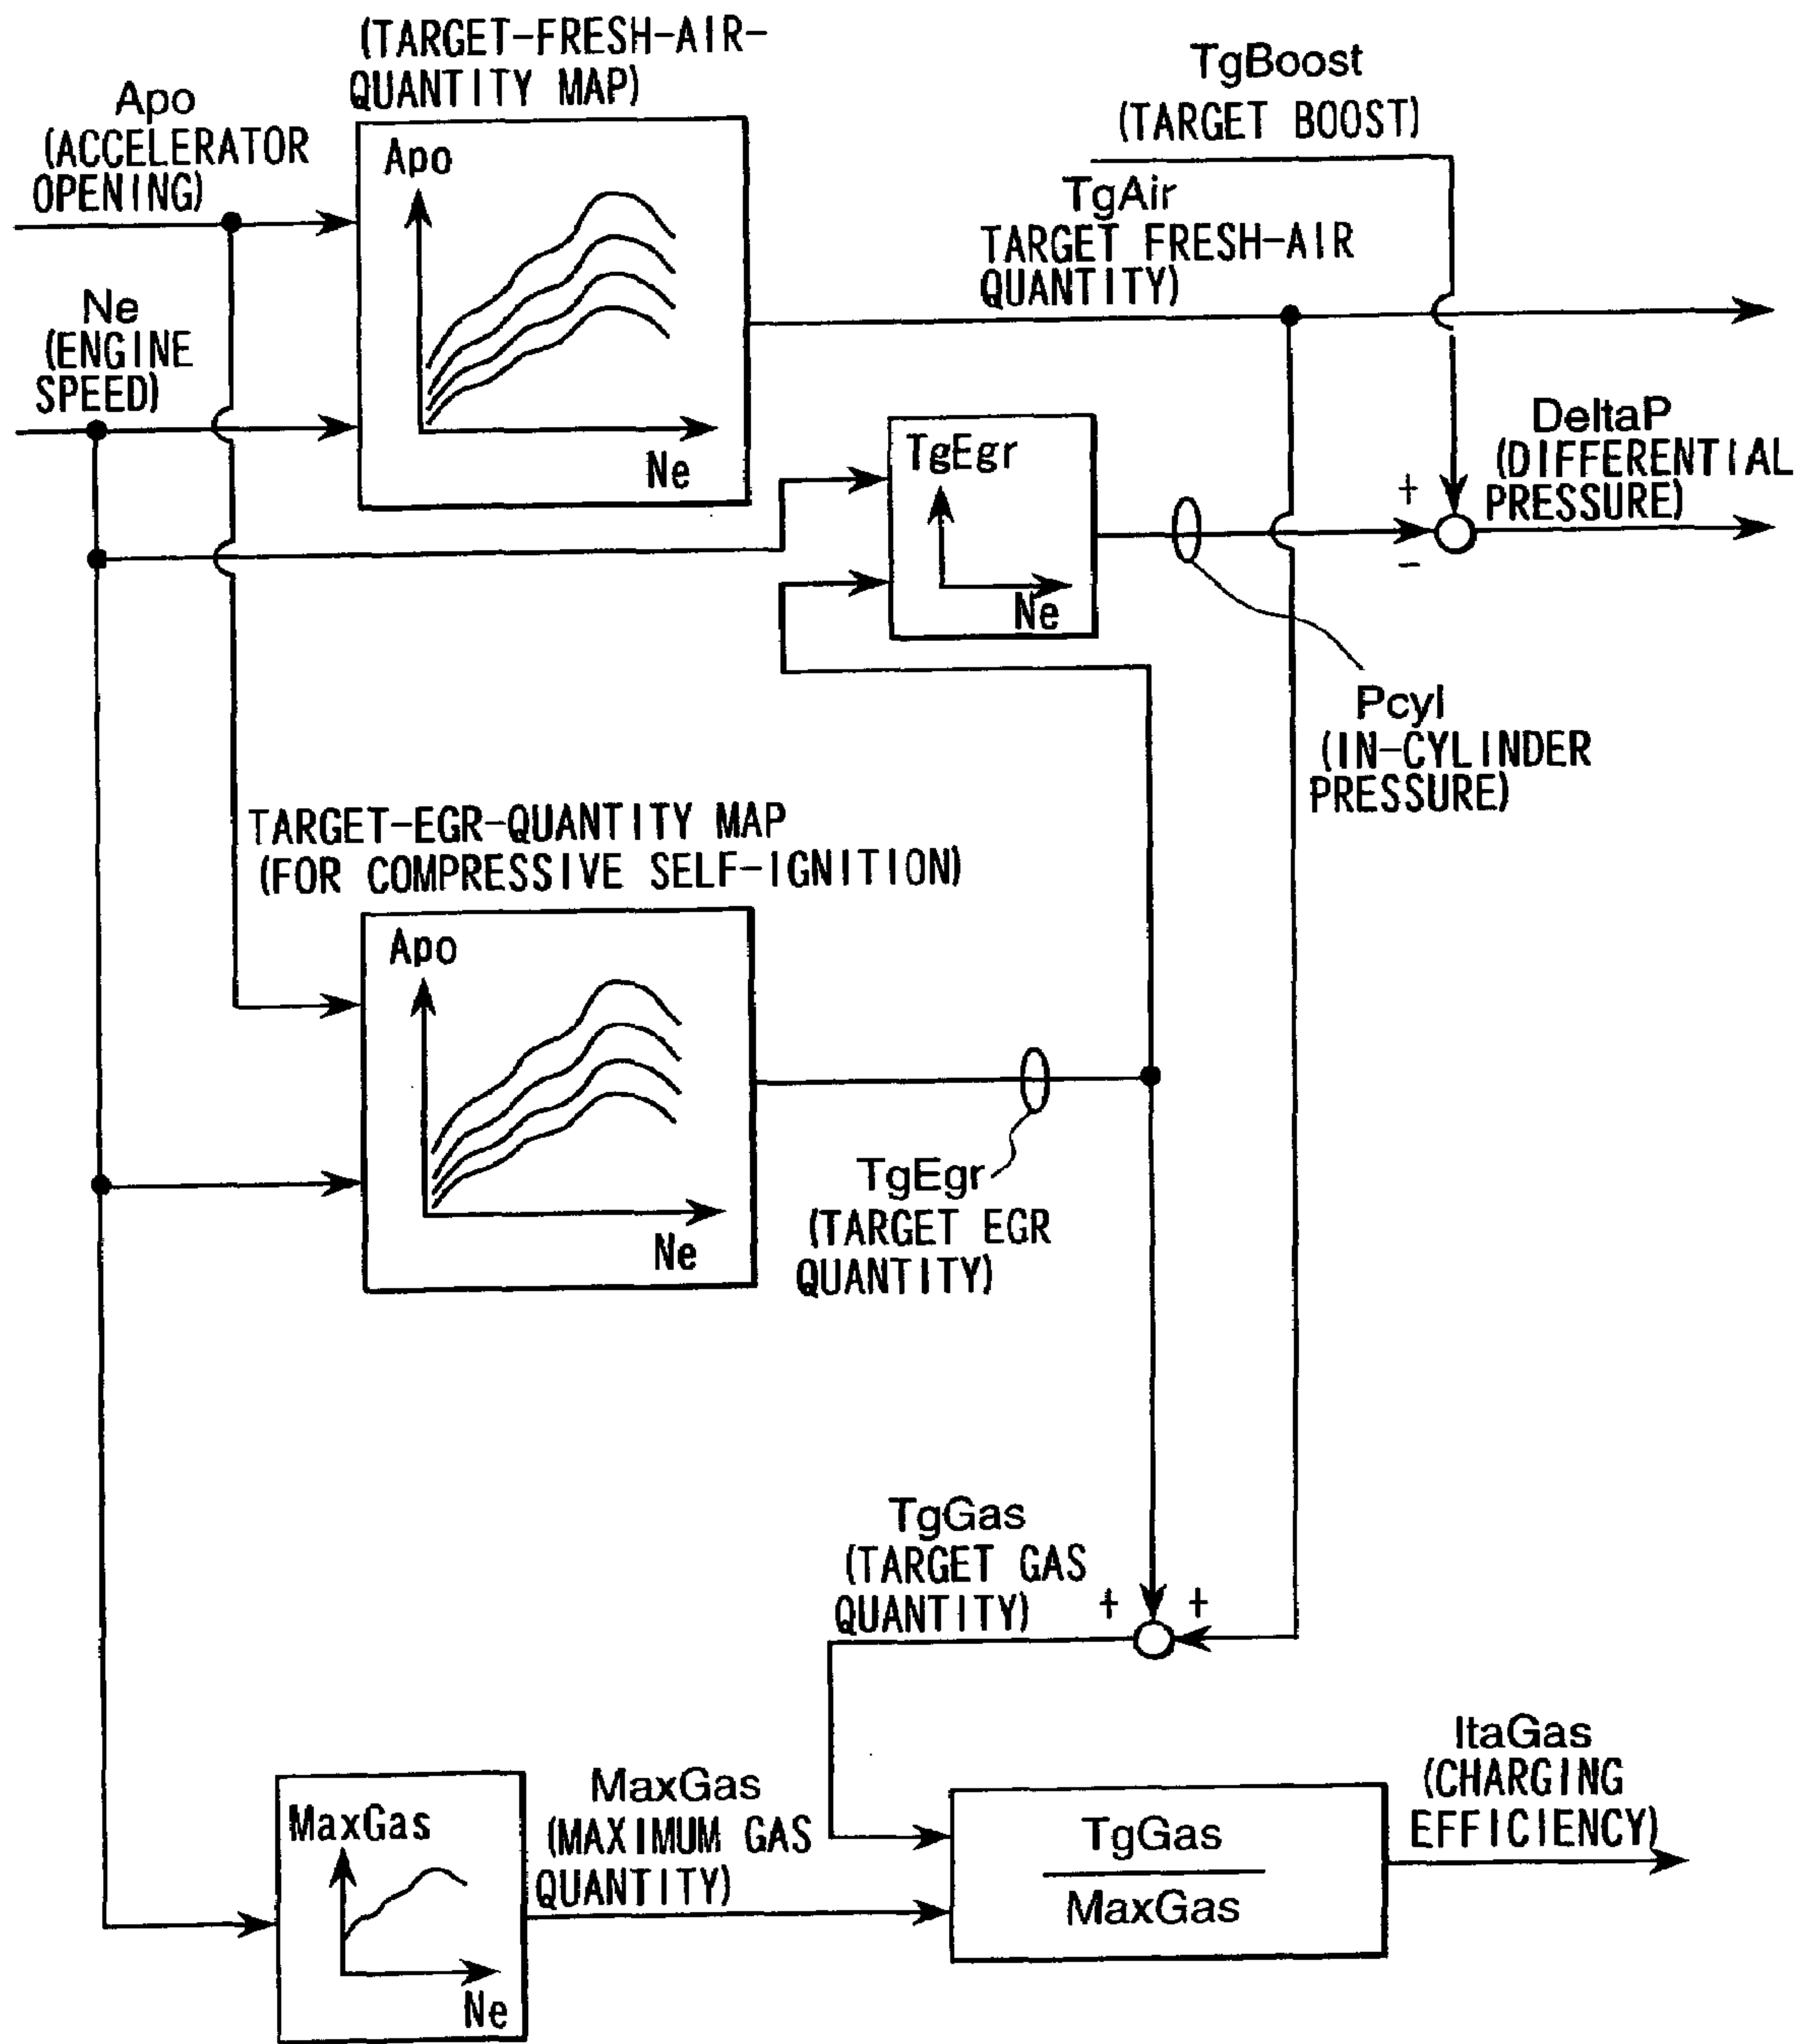 (TARGET-FRESH-AIR-
QUANTITY MAP)
Apo
(ACCELERATOR
OPENING)
Ne
(ENGINE
SPEED)
Apo
Ne
TgBoost
(TARGET BOOST)
TgAir
TARGET FRESH-AIR
QUANTITY)
TgEgr
Ne
+
-
DeltaP
(DIFFERENTIAL
PRESSURE)
Pcyl
(IN-CYLINDER
PRESSURE)
TARGET-EGR-QUANTITY MAP
(FOR COMPRESSIVE SELF-IGNITION)
Apo
Ne
TgEgr
(TARGET EGR
QUANTITY)
TgGas
(TARGET GAS
QUANTITY)
+
+
MaxGas
Ne
MaxGas
(MAXIMUM GAS
QUANTITY)
TgGas
MaxGas
ItaGas
(CHARGING
EFFICIENCY)